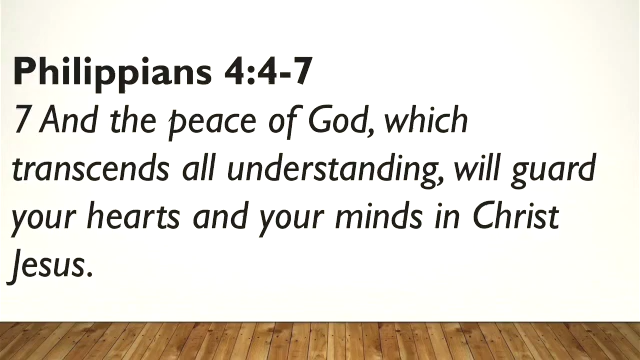 Philippians 4:4-7
7 And the peace of God, which
transcends all understanding, will guard
your hearts and your minds in Christ
Jesus.